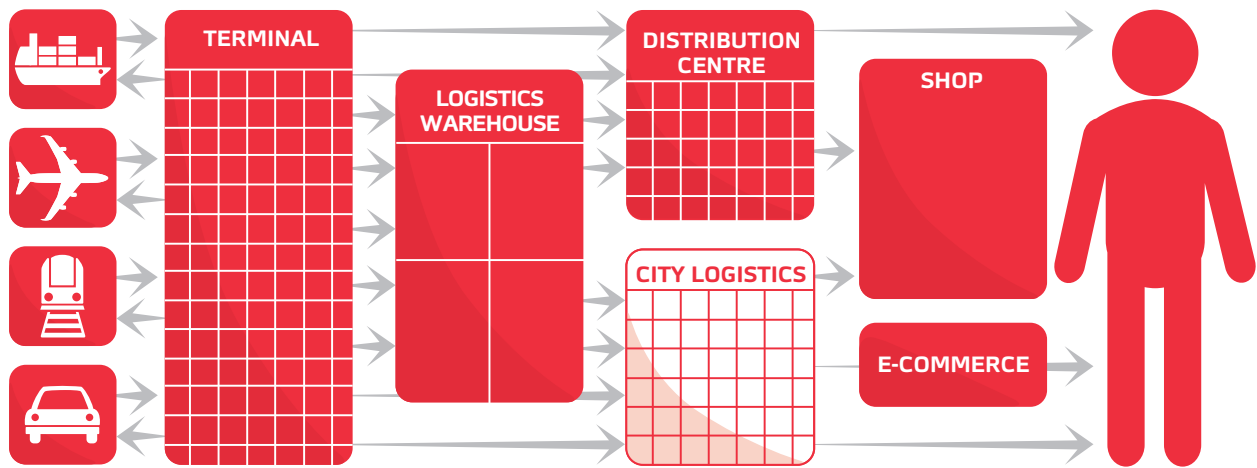 TERMINAL
LOGISTICS
WAREHOUSE
DISTRIBUTION
CENTRE
CITY LOGISTICS
SHOP
E-COMMERCE